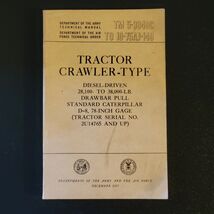 DEPARTMENT OF THE ARMY
TECHNICAL MANUAL
DEPARTMENT OF THE AIR
FORCE TECHNICAL ORDER
TRACTOR
CRAWLER-TYPE
DIESEL-DRIVEN
28,100- TO 38,000-LB
DRAWBAR PULL
STANDARD CATERPILLAR
D-8, 78-INCH GAGE
(TRACTOR SERIAL NO.
2U14765 AND UP)
DEPARTMENTS OF THE ARMY AND THE AIR FORCE
DECEMBER